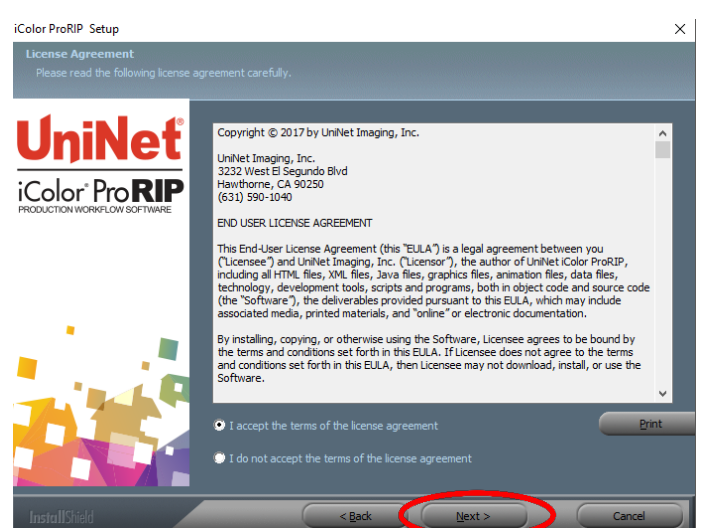 iColor ProRIP Setup
License Agreement
Please read the following license agreement carefully.
UniNet®
iColor® ProRIP
PRODUCTION WORKFLOW SOFTWARE
Copyright © 2017 by UniNet Imaging, Inc.
UniNet Imaging, Inc.
3232 West El Segundo Blvd
Hawthorne, CA 90250
(631) 590-1040
END USER LICENSE AGREEMENT
This End-User License Agreement (this "EULA") is a legal agreement between you
("Licensee") and UniNet Imaging, Inc. ("Licensor"), the author of UniNet iColor ProRIP,
including all HTML files, XML files, Java files, graphics files, animation files, data files,
technology, development tools, scripts and programs, both in object code and source code
(the "Software"), the deliverables provided pursuant to this EULA, which may include
associated media, printed materials, and "online" or electronic documentation.
By installing, copying, or otherwise using the Software, Licensee agrees to be bound by
the terms and conditions set forth in this EULA. If Licensee does not agree to the terms
and conditions set forth in this EULA, then Licensee may not download, install, or use the
Software.
I accept the terms of the license agreement
Print
I do not accept the terms of the license agreement
InstallShield
< Back
Next >
Cancel